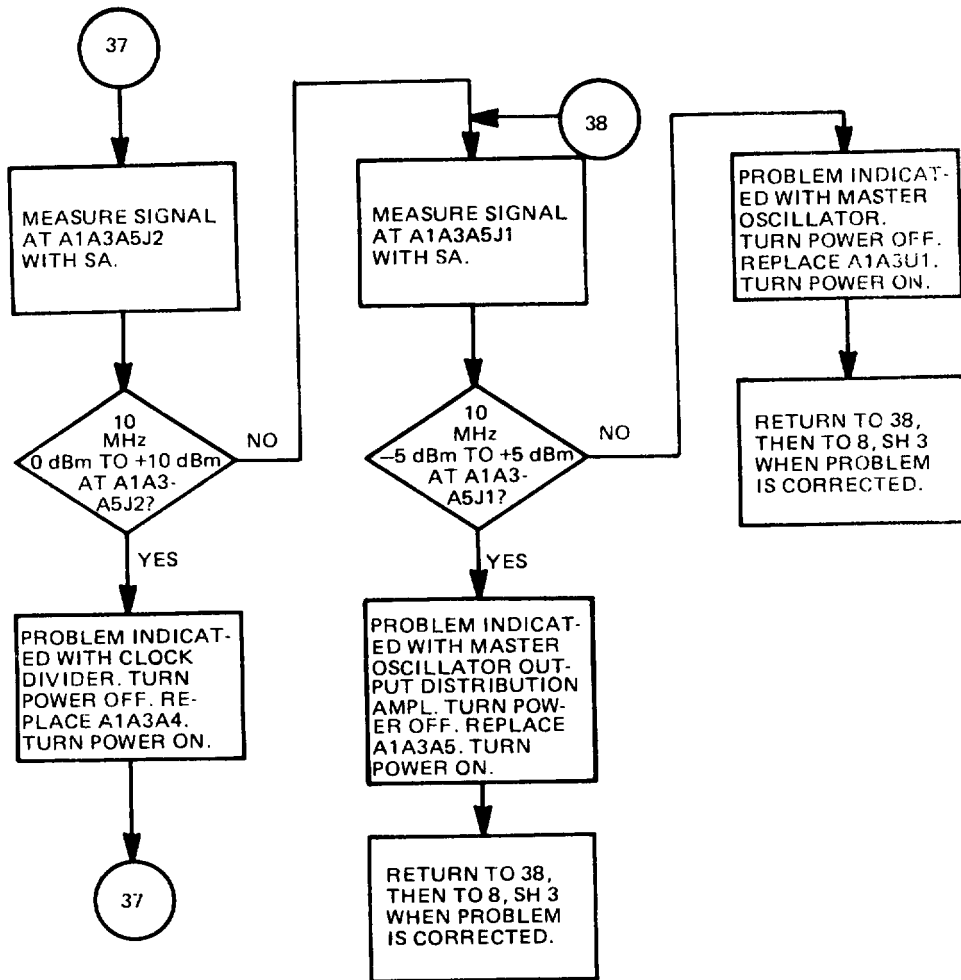 37
MEASURE SIGNAL
AT A1A3A5J2
WITH SA.
10
MHz
0 dBm TO +10 dBm
AT A1A3-
A5J2?
NO
YES
PROBLEM INDICAT-
ED WITH CLOCK
DIVIDER. TURN
POWER OFF. RE-
PLACE A1A3A4.
TURN POWER ON.
37
38
MEASURE SIGNAL
AT A1A3A5J1
WITH SA.
10
MHz
−5 dBm TO +5 dBm
AT A1A3-
A5J1?
NO
YES
PROBLEM INDICAT-
ED WITH MASTER
OSCILLATOR OUT-
PUT DISTRIBUTION
AMPL. TURN POW-
ER OFF. REPLACE
A1A3A5. TURN
POWER ON.
RETURN TO 38,
THEN TO 8, SH 3
WHEN PROBLEM
IS CORRECTED.
PROBLEM INDICAT-
ED WITH MASTER
OSCILLATOR.
TURN POWER OFF.
REPLACE A1A3U1.
TURN POWER ON.
RETURN TO 38,
THEN TO 8, SH 3
WHEN PROBLEM
IS CORRECTED.